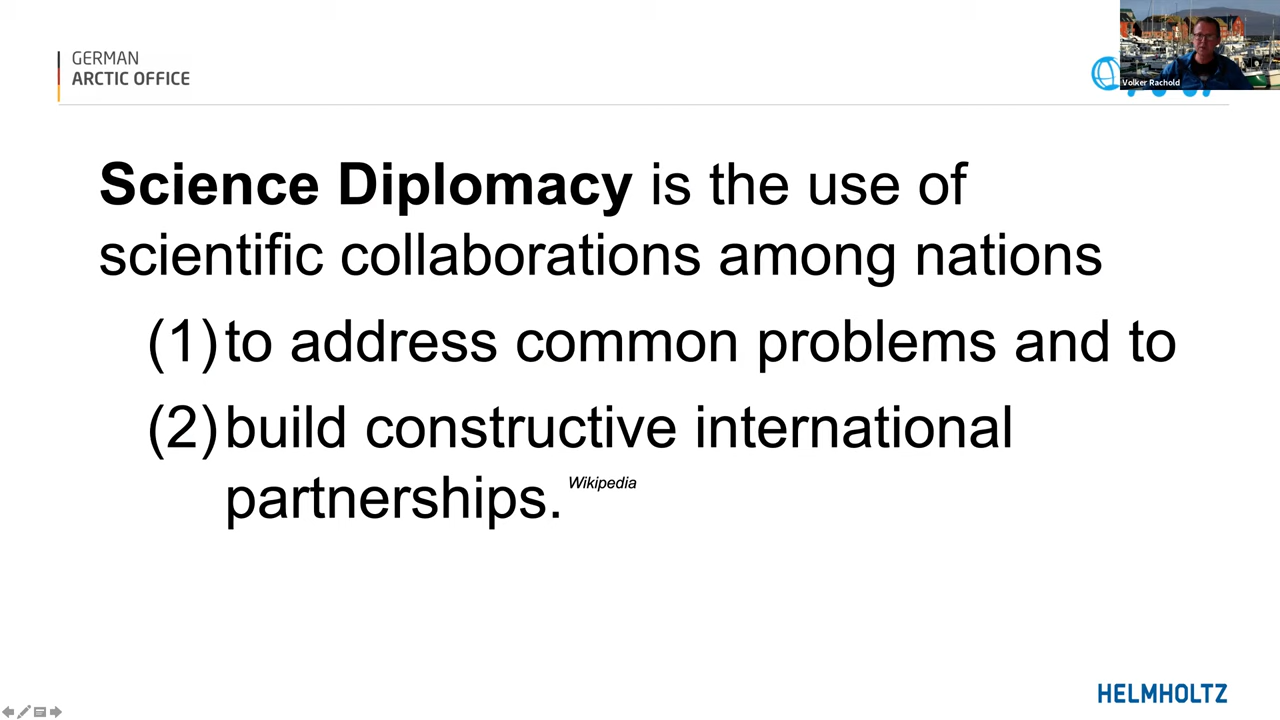 GERMAN
ARCTIC OFFICE
Volker Rachold
Science Diplomacy is the use of
scientific collaborations among nations
(1) to address common problems and to
(2) build constructive international
partnerships. Wikipedia
HELMHOLTZ